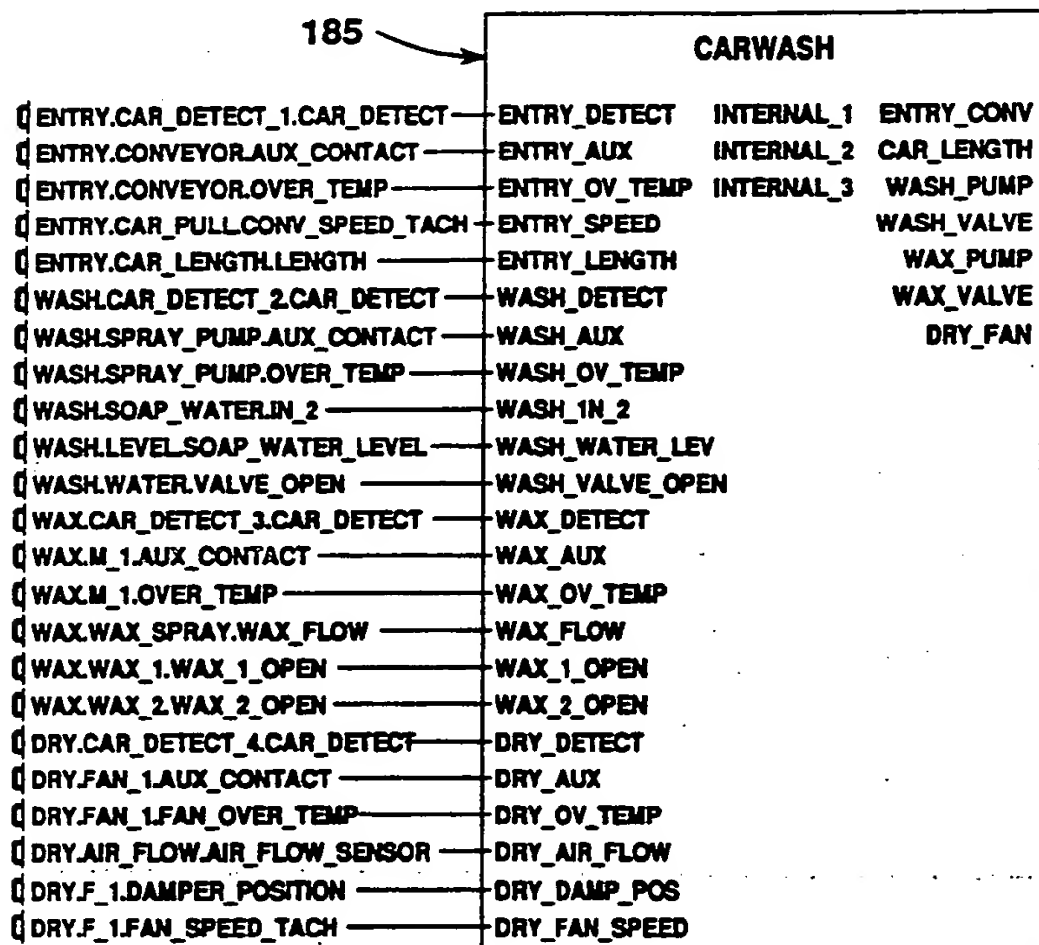 185
CARWASH
ENTRY.CAR_DETECT_1.CAR_DETECT ENTRY_DETECT INTERNAL_1 ENTRY_CONV
ENTRY.CONVEYOR.AUX_CONTACT ENTRY_AUX INTERNAL_2 CAR_LENGTH
ENTRY.CONVEYOR.OVER_TEMP ENTRY_OV_TEMP INTERNAL_3 WASH_PUMP
ENTRY.CAR_PULL.CONV_SPEED_TACH ENTRY_SPEED WASH_VALVE
ENTRY.CAR_LENGTH.LENGTH ENTRY_LENGTH WAX_PUMP
WASH.CAR_DETECT_2.CAR_DETECT WASH_DETECT WAX_VALVE
WASH.SPRAY_PUMP.AUX_CONTACT WASH_AUX DRY_FAN
WASH.SPRAY_PUMP.OVER_TEMP WASH_OV_TEMP
WASH.SOAP_WATER.IN_2 WASH_1N_2
WASH.LEVEL.SOAP_WATER_LEVEL WASH_WATER_LEV
WASH.WATER.VALVE_OPEN WASH_VALVE_OPEN
WAX.CAR_DETECT_3.CAR_DETECT WAX_DETECT
WAX.M_1.AUX_CONTACT WAX_AUX
WAX.M_1.OVER_TEMP WAX_OV_TEMP
WAX.WAX_SPRAY.WAX_FLOW WAX_FLOW
WAX.WAX_1.WAX_1_OPEN WAX_1_OPEN
WAX.WAX_2.WAX_2_OPEN WAX_2_OPEN
DRY.CAR_DETECT_4.CAR_DETECT DRY_DETECT
DRY.FAN_1.AUX_CONTACT DRY_AUX
DRY.FAN_1.FAN_OVER_TEMP DRY_OV_TEMP
DRY.AIR_FLOW.AIR_FLOW_SENSOR DRY_AIR_FLOW
DRY.F_1.DAMPER_POSITION DRY_DAMP_POS
DRY.F_1.FAN_SPEED_TACH DRY_FAN_SPEED